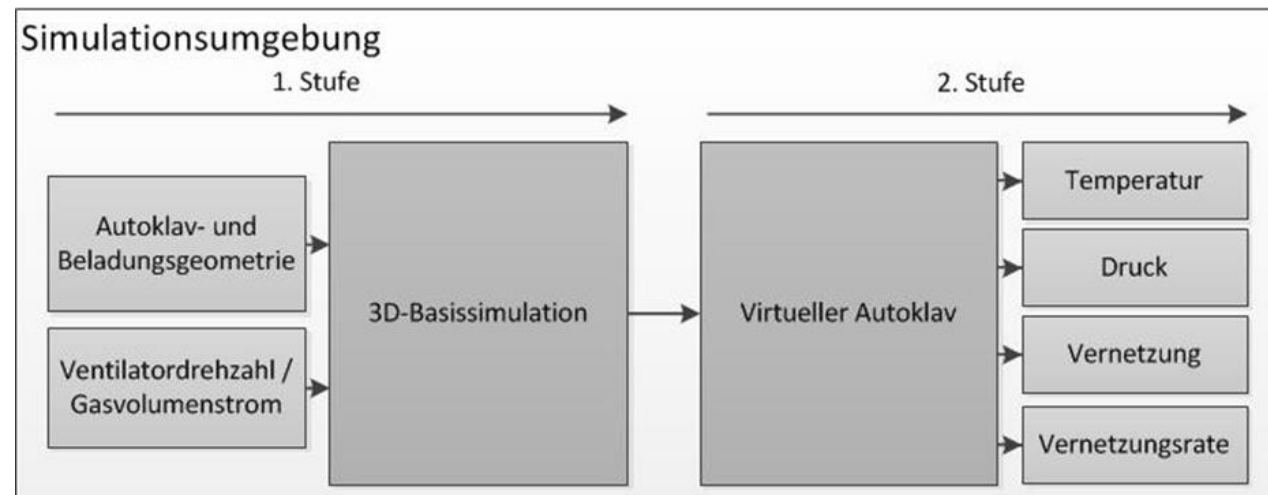 Simulationsumgebung
1. Stufe
2. Stufe
Autoklav- und
Beladungsgeometrie
Ventilatordrehzahl /
Gasvolumenstrom
3D-Basissimulation
Virtueller Autoklav
Temperatur
Druck
Vernetzung
Vernetzungsrate